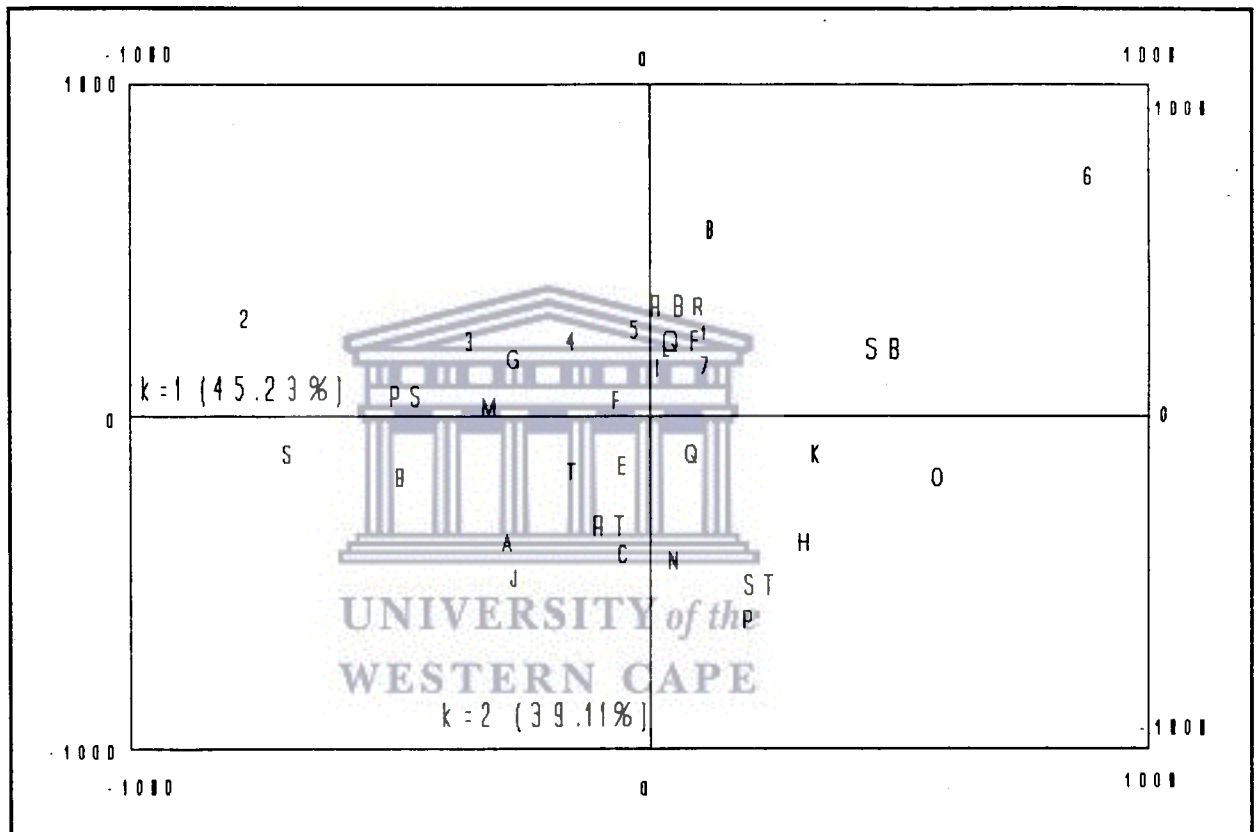 -1000 0 1000
1000 1000
6
B
A B R
2
5 1
3 4 Q F S B
G I 7
k=1 (45.23%)
P S M F
0 0
S B T E Q K O
A T
A C N H
J S T
P
UNIVERSITY of the
WESTERN CAPE
k=2 (39.11%)
-1000 -1000
-1000 0 1000